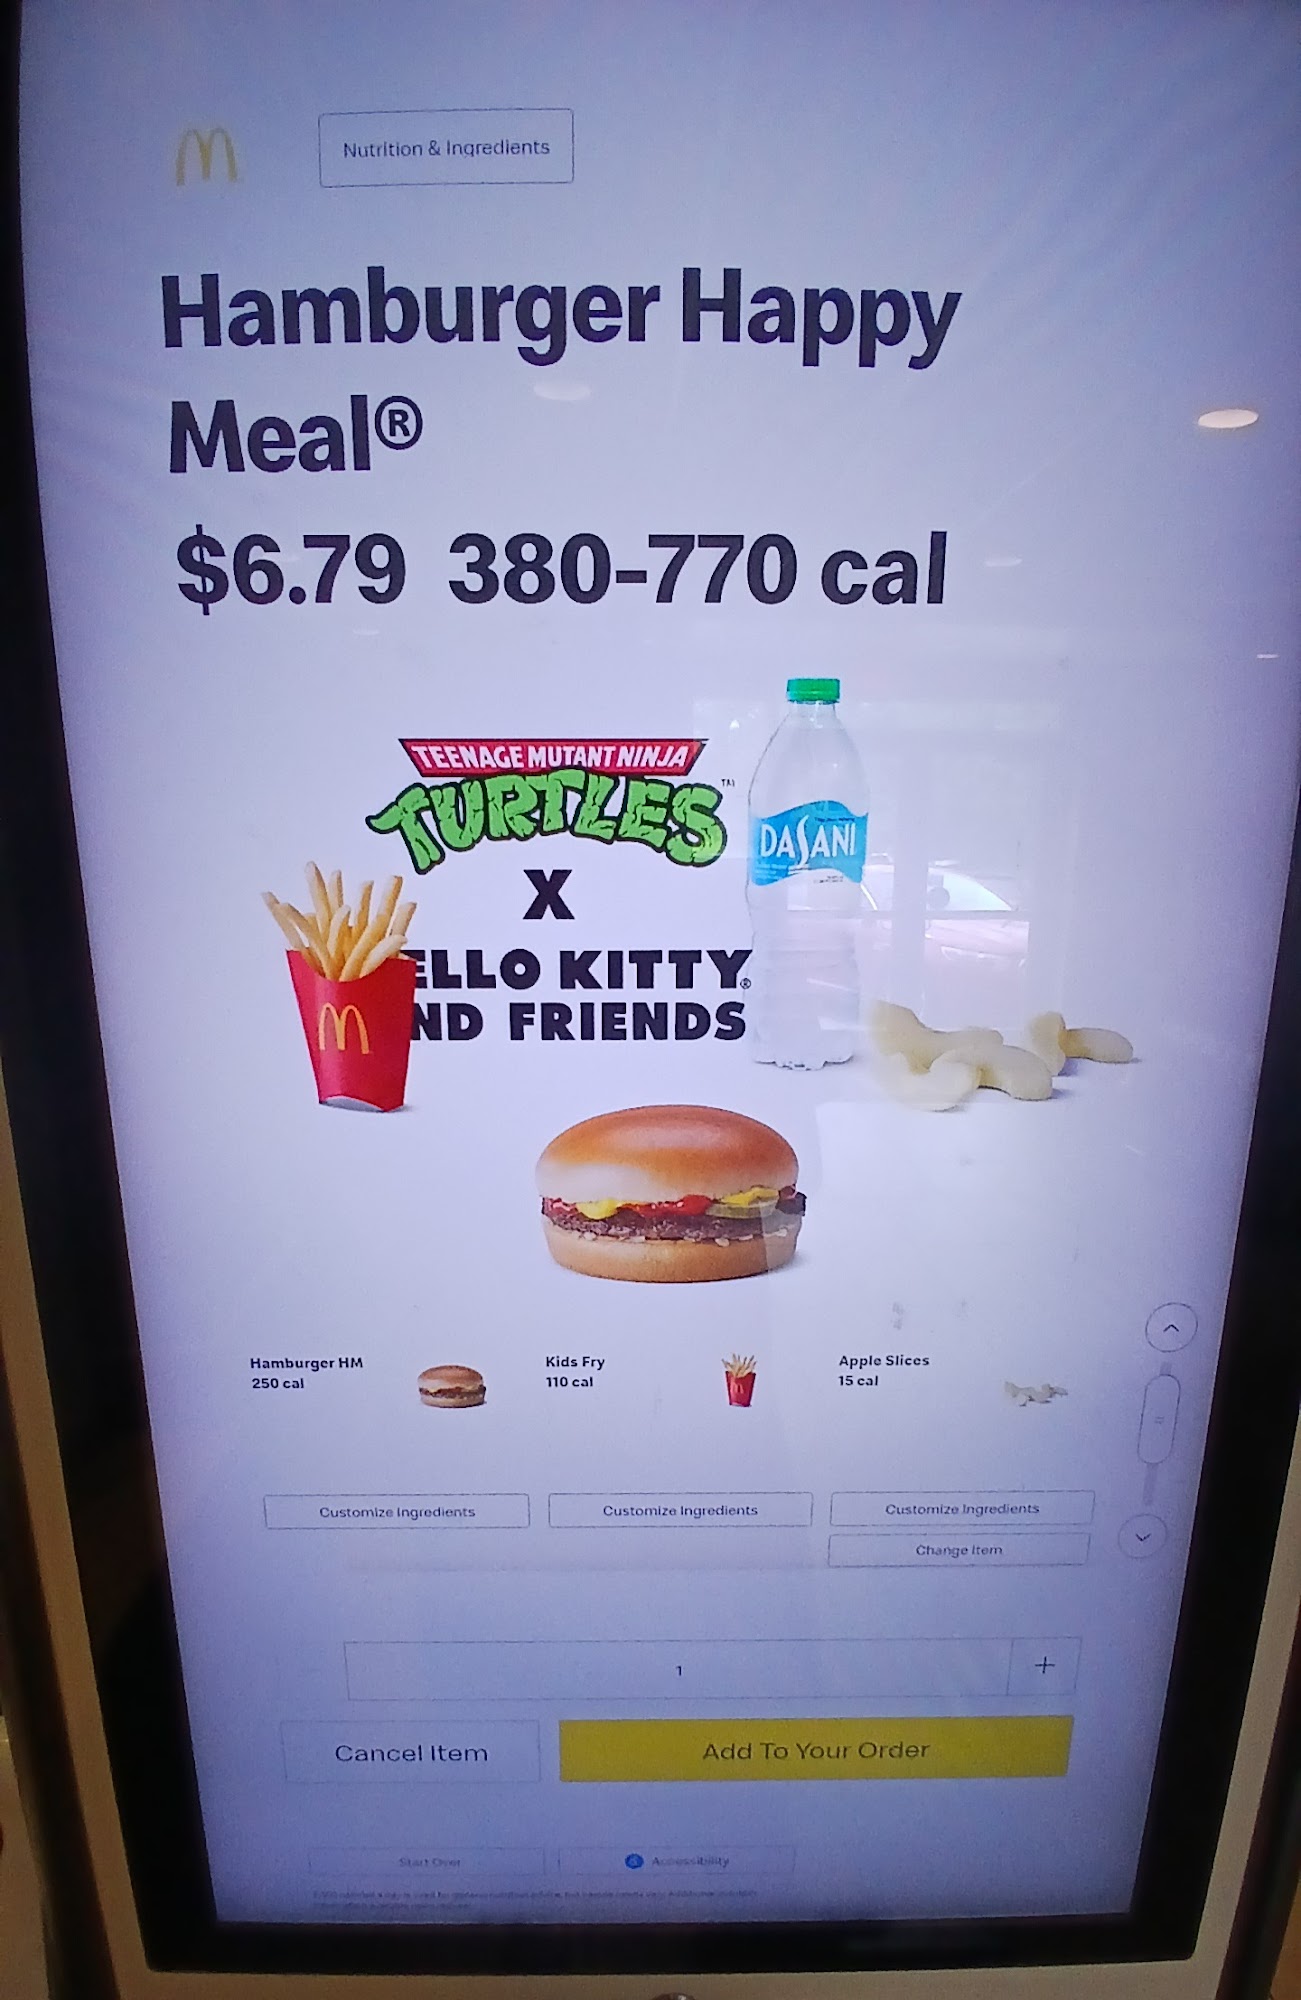 Nutrition & Ingredients
Hamburger Happy
Meal®
$6.79 380-770 cal
TEENAGE MUTANT NINJA
TURTLES™
DASANI
X
ELLO KITTY®
ND FRIENDS
Hamburger HM
250 cal
Kids Fry
110 cal
Apple Slices
15 cal
Customize Ingredients
Customize Ingredients
Customize Ingredients
Change Item
1
+
Cancel Item
Add To Your Order
Start Over
Accessibility